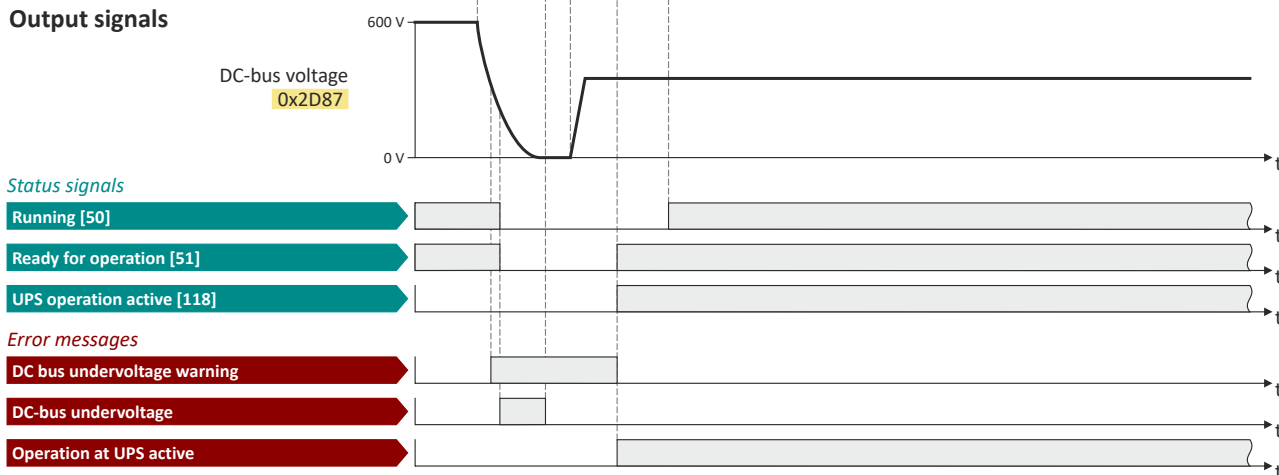 Output signals
600 V
DC-bus voltage
0x2D87
0 V
t
Status signals
Running [50]
t
Ready for operation [51]
t
UPS operation active [118]
t
Error messages
DC bus undervoltage warning
t
DC-bus undervoltage
t
Operation at UPS active
t